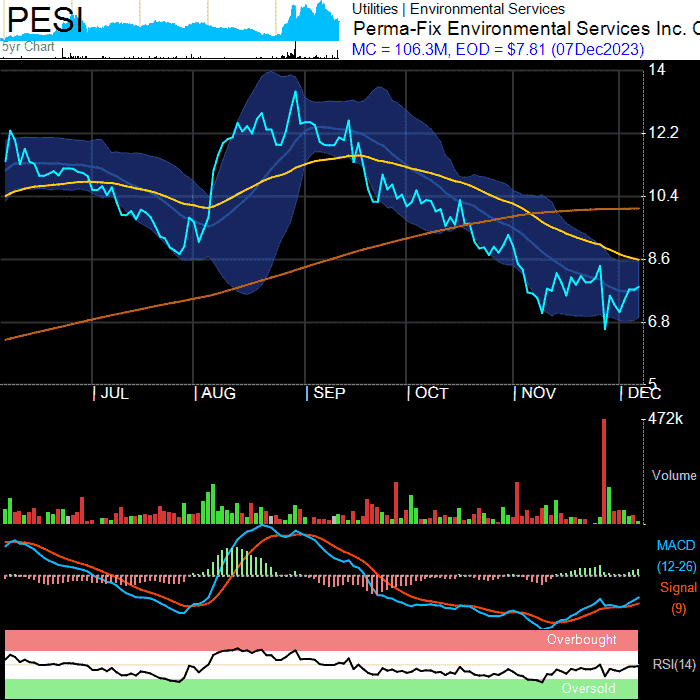 PESI
5yr Chart
Utilities | Environmental Services
Perma-Fix Environmental Services Inc. C
MC = 106.3M, EOD = $7.81 (07Dec2023)
14
12.2
10.4
8.6
6.8
5
| JUL | AUG | SEP | OCT | NOV | DEC
472k
Volume
MACD
(12-26)
Signal
(9)
Overbought
RSI(14)
Oversold